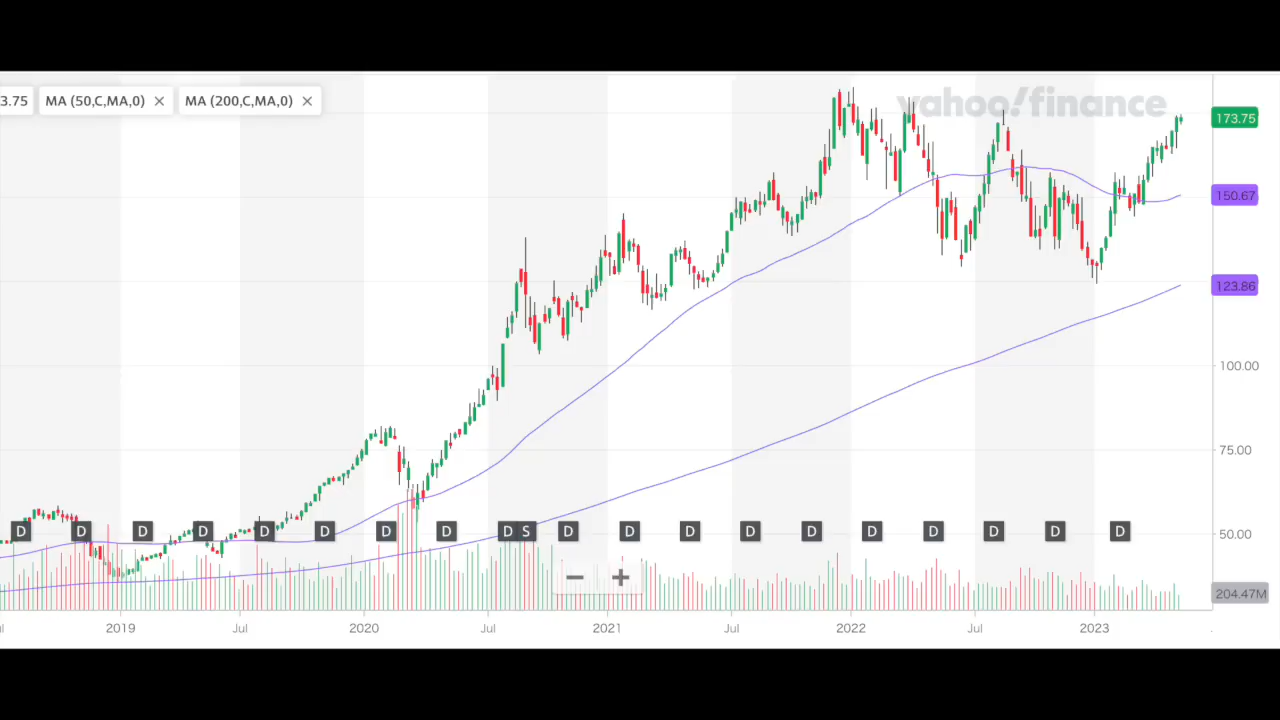 3.75 MA (50,C,MA,0) ✕ MA (200,C,MA,0) ✕
yahoo!finance
173.75
150.67
123.86
100.00
75.00
50.00
D D D D D D D D D S D D D D D D D D D D
− +
204.47M
2019 Jul 2020 Jul 2021 Jul 2022 Jul 2023